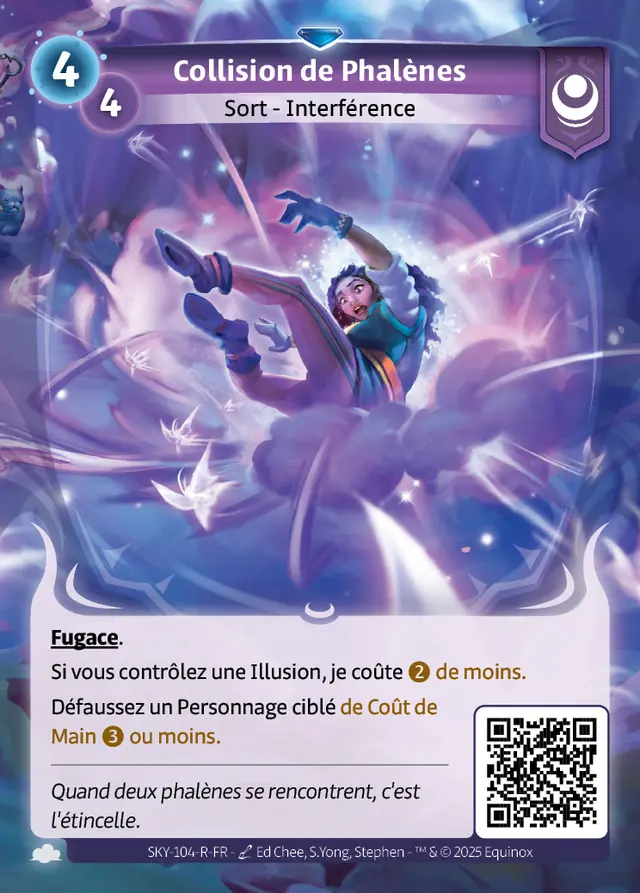 4
4
Collision de Phalènes
Sort - Interférence
Fugace.
Si vous contrôlez une Illusion, je coûte 2 de moins.
Défaussez un Personnage ciblé de Coût de
Main 3 ou moins.
Quand deux phalènes se rencontrent, c'est
l'étincelle.
SKY-104-R-FR - Ed Chee, S.Yong, Stephen - ™ & © 2025 Equinox